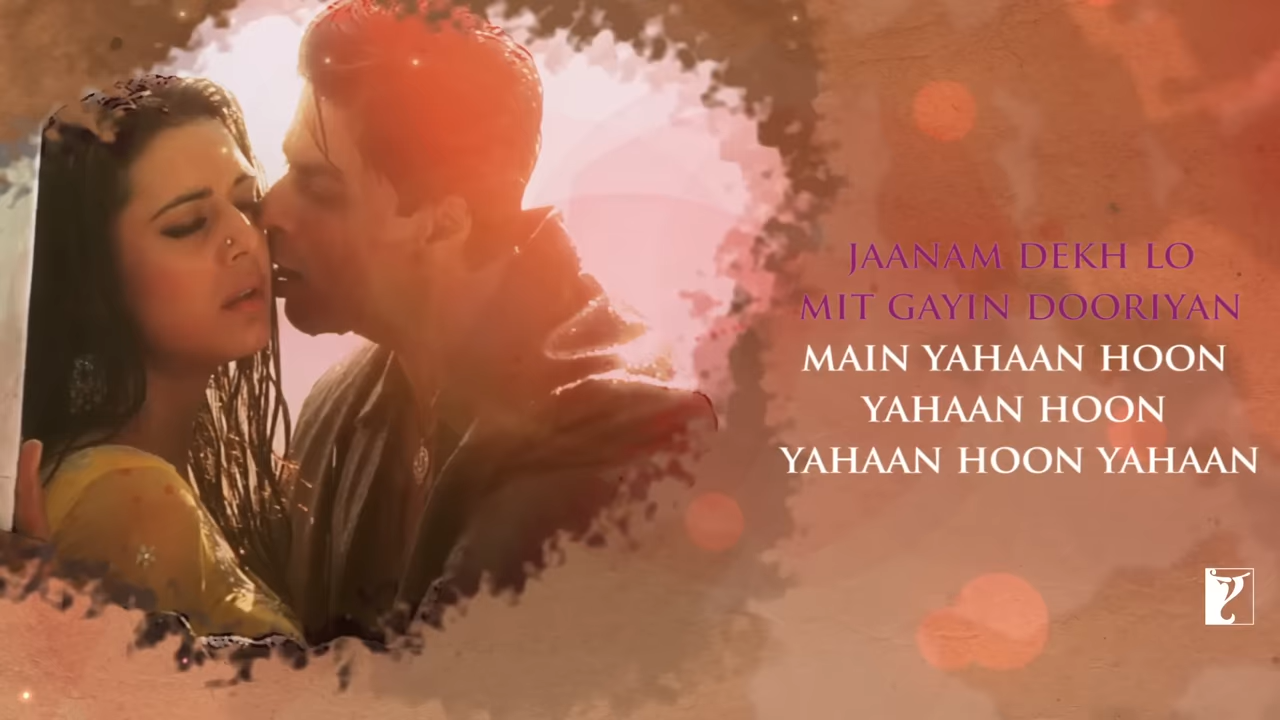 JAANAM DEKH LO
MIT GAYIN DOORIYAN
MAIN YAHAAN HOON
YAHAAN HOON
YAHAAN HOON YAHAAN